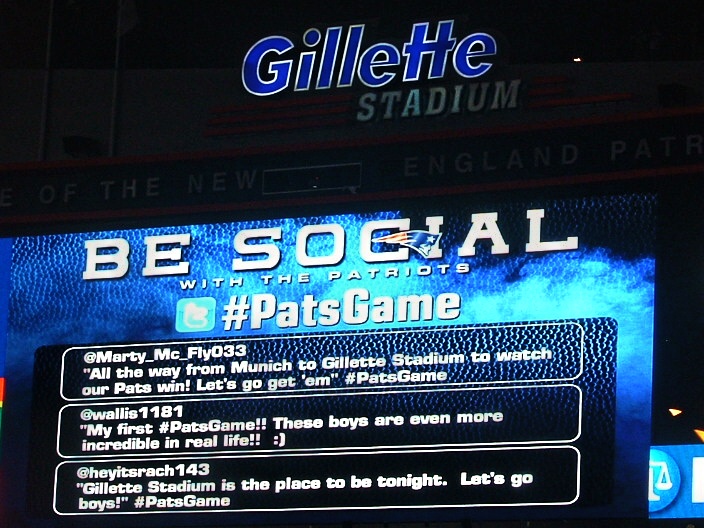 Gillette
STADIUM
E OF THE NEW ENGLAND PATR
BE SOCIAL
WITH THE PATRIOTS
#PatsGame
@Marty_Mc_Fly033
"All the way from Munich to Gillette Stadium to watch
our Pats win! Let's go get 'em" #PatsGame
@wallis1181
"My first #PatsGame!! These boys are even more
incredible in real life!! :)
@heyitsrach143
"Gillette Stadium is the place to be tonight. Let's go
boys!" #PatsGame